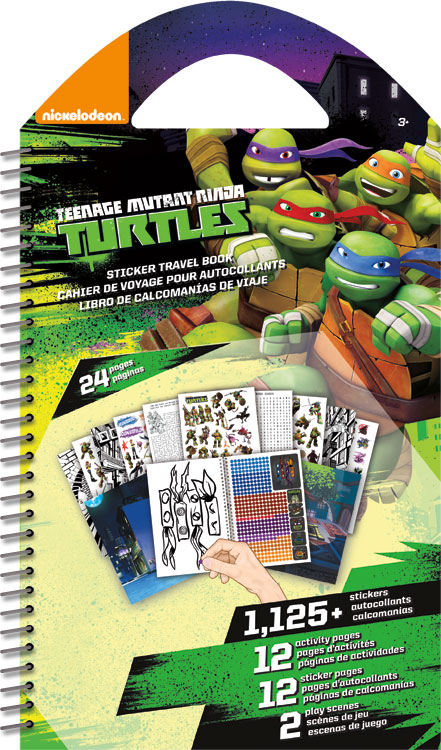 nickelodeon
3+
TEENAGE MUTANT NINJA
TURTLES
STICKER TRAVEL BOOK
CAHIER DE VOYAGE POUR AUTOCOLLANTS
LIBRO DE CALCOMANÍAS DE VIAJE
24 pages
páginas
TURTLES
1,125+ stickers
autocollants
calcomanías
12 activity pages
pages d'activités
páginas de actividades
12 sticker pages
pages d'autocollants
páginas de calcomanías
2 play scenes
scènes de jeu
escenas de juego